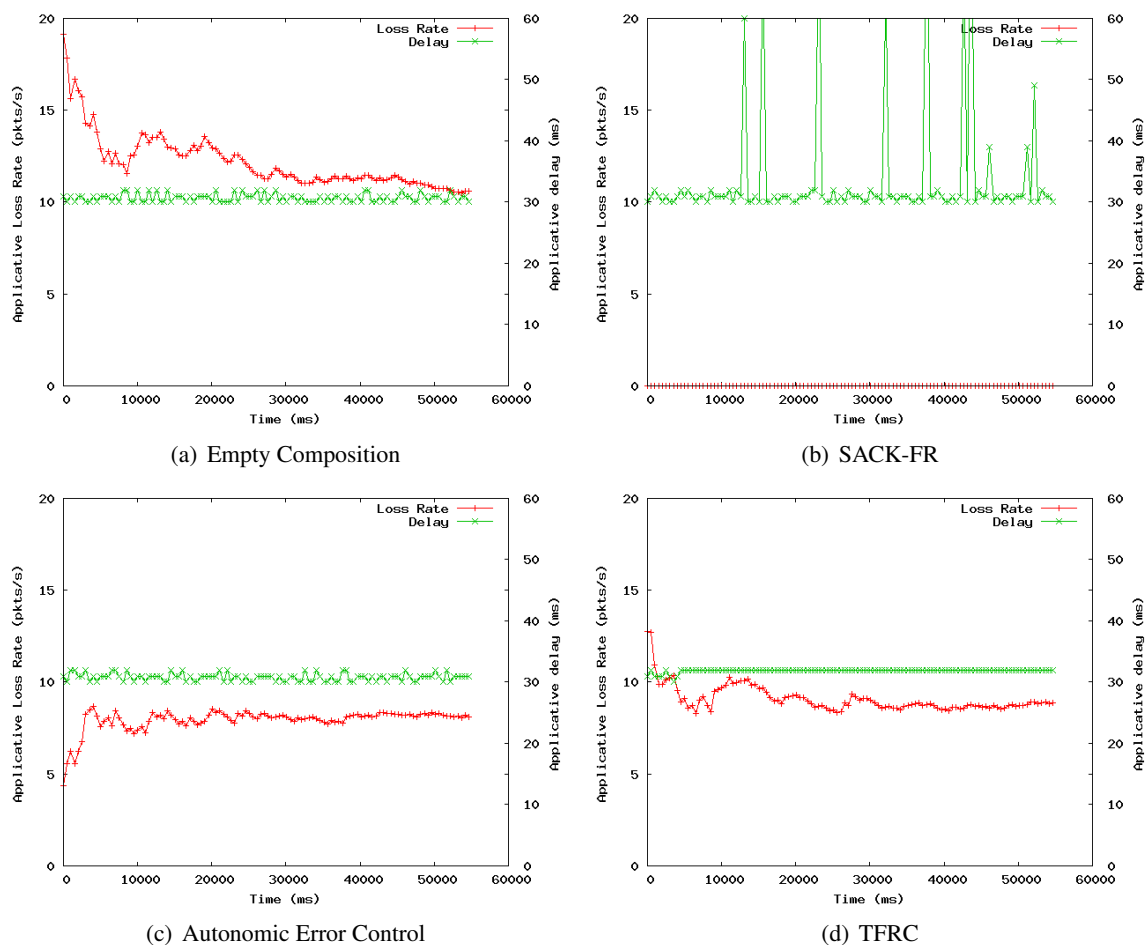 20
15
10
5
0
60
50
40
30
20
10
0
Loss Rate
Delay
Applicative Loss Rate (pkts/s)
Applicative delay (ms)
0 10000 20000 30000 40000 50000 60000
Time (ms)
(a) Empty Composition
20
15
10
5
0
60
50
40
30
20
10
0
Loss Rate
Delay
Applicative Loss Rate (pkts/s)
Applicative delay (ms)
0 10000 20000 30000 40000 50000 60000
Time (ms)
(b) SACK-FR
20
15
10
5
0
60
50
40
30
20
10
0
Loss Rate
Delay
Applicative Loss Rate (pkts/s)
Applicative delay (ms)
0 10000 20000 30000 40000 50000 60000
Time (ms)
(c) Autonomic Error Control
20
15
10
5
0
60
50
40
30
20
10
0
Loss Rate
Delay
Applicative Loss Rate (pkts/s)
Applicative delay (ms)
0 10000 20000 30000 40000 50000 60000
Time (ms)
(d) TFRC